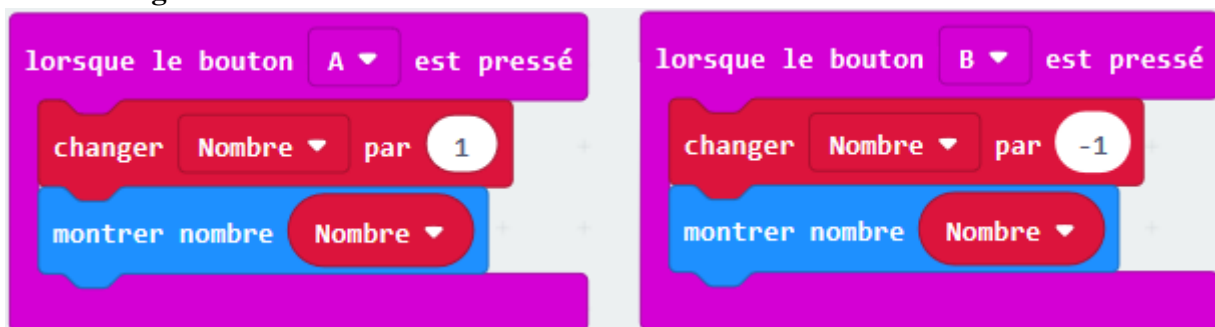 lorsque le bouton A est pressé
changer Nombre par 1
montrer nombre Nombre
lorsque le bouton B est pressé
changer Nombre par -1
montrer nombre Nombre